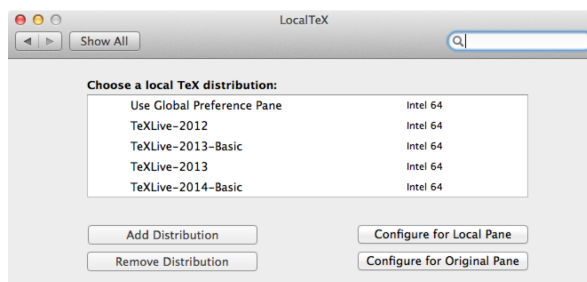 LocalTeX
Show All
Choose a local TeX distribution:
Use Global Preference Pane Intel 64
TeXLive-2012 Intel 64
TeXLive-2013-Basic Intel 64
TeXLive-2013 Intel 64
TeXLive-2014-Basic Intel 64
Add Distribution Configure for Local Pane
Remove Distribution Configure for Original Pane